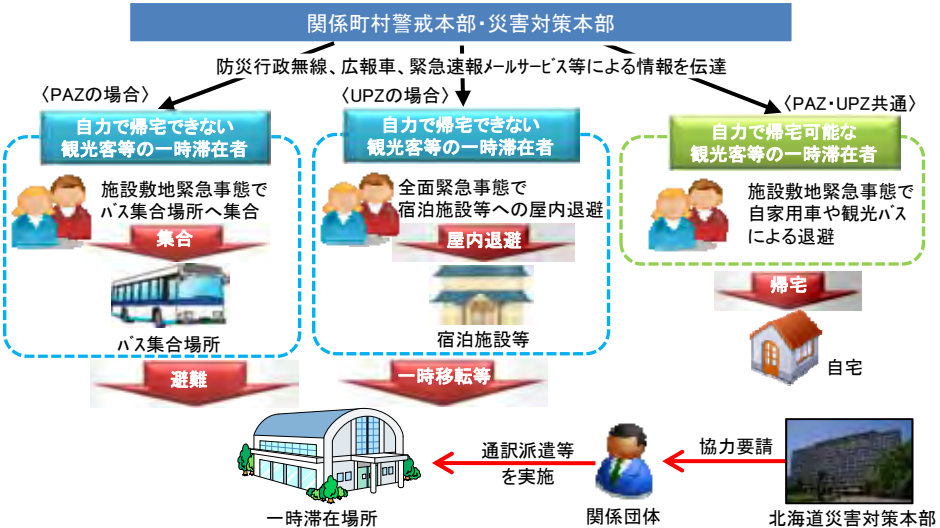 関係町村警戒本部・災害対策本部
防災行政無線、広報車、緊急速報メールサービス等による情報を伝達
〈PAZの場合〉
自力で帰宅できない
観光客等の一時滞在者
施設敷地緊急事態で
バス集合場所へ集合
集合
バス集合場所
避難
〈UPZの場合〉
自力で帰宅できない
観光客等の一時滞在者
全面緊急事態で
宿泊施設等への屋内退避
屋内退避
宿泊施設等
一時移転等
〈PAZ・UPZ共通〉
自力で帰宅可能な
観光客等の一時滞在者
施設敷地緊急事態で
自家用車や観光バス
による退避
帰宅
自宅
一時滞在場所
通訳派遣等
を実施
関係団体
協力要請
北海道災害対策本部